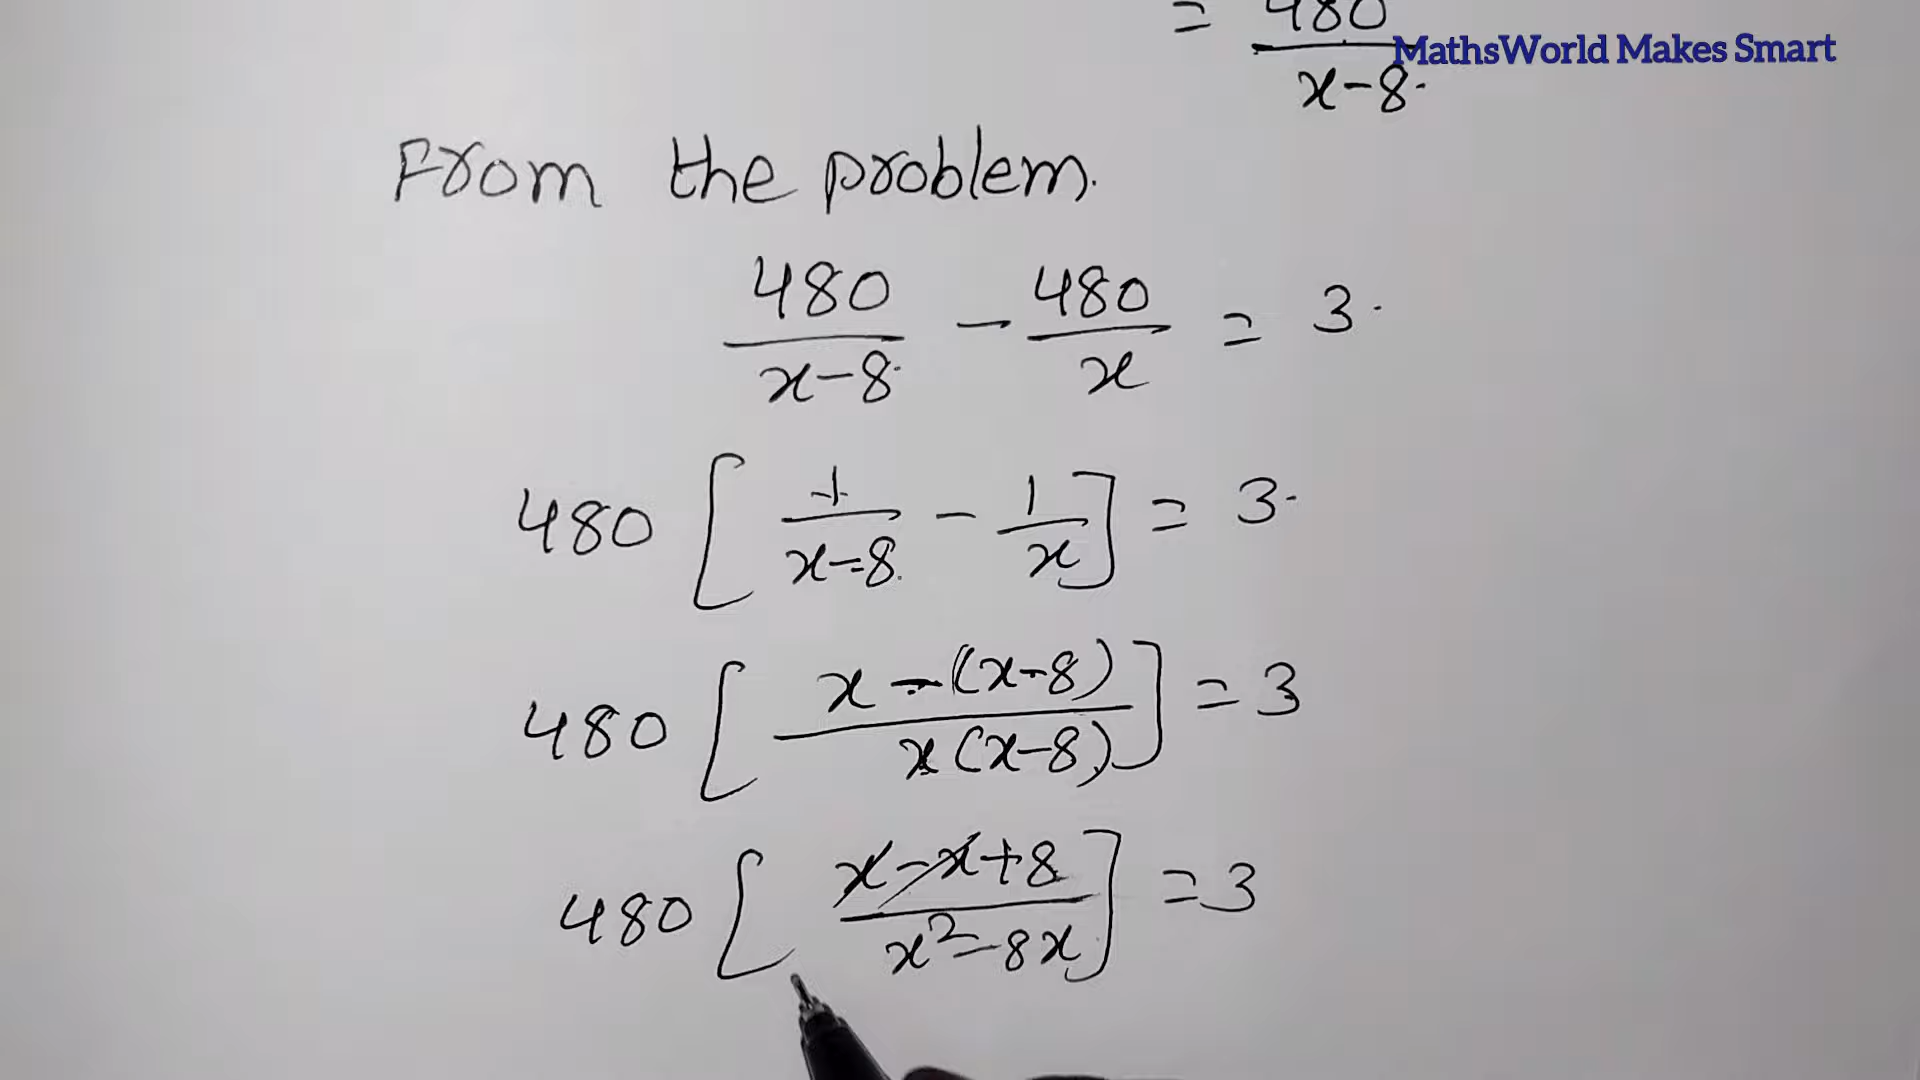 = 480/(x-8).
MathsWorld Makes Smart
From the problem.
480/(x-8) - 480/x = 3.
480 [ 1/(x-8) - 1/x ] = 3.
480 [ (x-(x-8))/(x(x-8)) ] = 3
480 [ (x-x+8)/(x²-8x) ] = 3